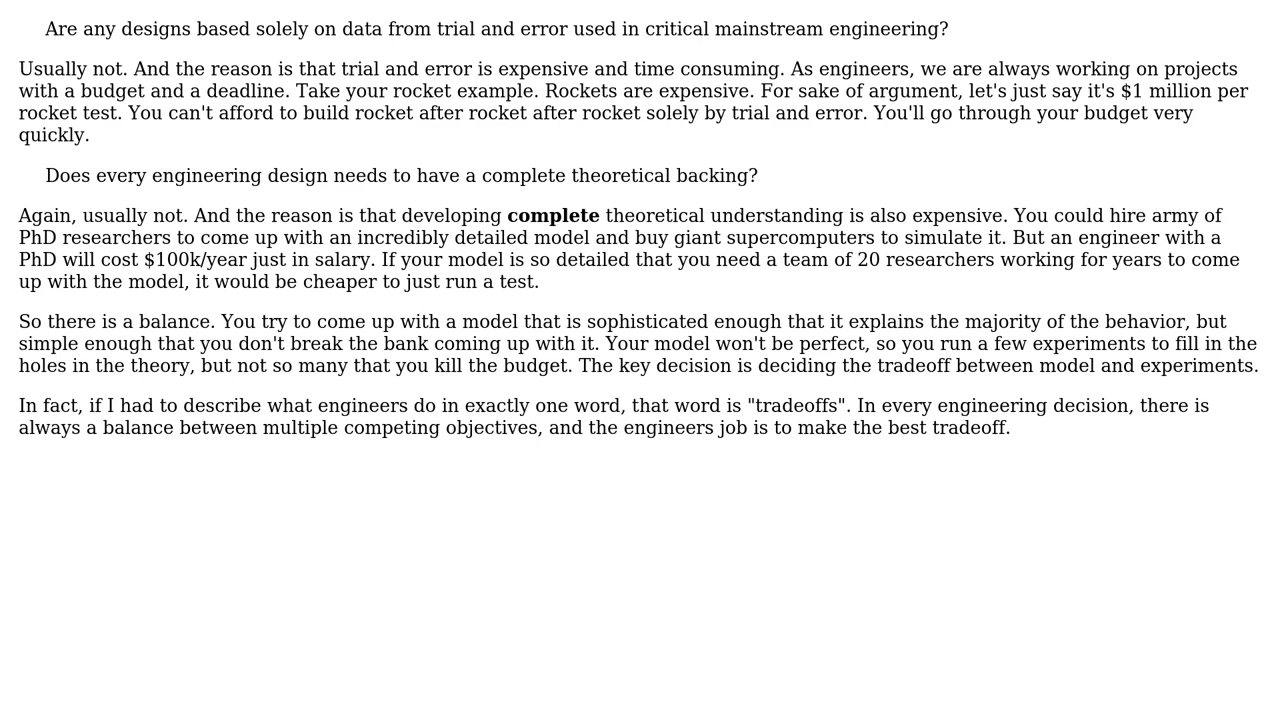 Are any designs based solely on data from trial and error used in critical mainstream engineering?
Usually not. And the reason is that trial and error is expensive and time consuming. As engineers, we are always working on projects
with a budget and a deadline. Take your rocket example. Rockets are expensive. For sake of argument, let's just say it's $1 million per
rocket test. You can't afford to build rocket after rocket after rocket solely by trial and error. You'll go through your budget very
quickly.
Does every engineering design needs to have a complete theoretical backing?
Again, usually not. And the reason is that developing complete theoretical understanding is also expensive. You could hire army of
PhD researchers to come up with an incredibly detailed model and buy giant supercomputers to simulate it. But an engineer with a
PhD will cost $100k/year just in salary. If your model is so detailed that you need a team of 20 researchers working for years to come
up with the model, it would be cheaper to just run a test.
So there is a balance. You try to come up with a model that is sophisticated enough that it explains the majority of the behavior, but
simple enough that you don't break the bank coming up with it. Your model won't be perfect, so you run a few experiments to fill in the
holes in the theory, but not so many that you kill the budget. The key decision is deciding the tradeoff between model and experiments.
In fact, if I had to describe what engineers do in exactly one word, that word is "tradeoffs". In every engineering decision, there is
always a balance between multiple competing objectives, and the engineers job is to make the best tradeoff.